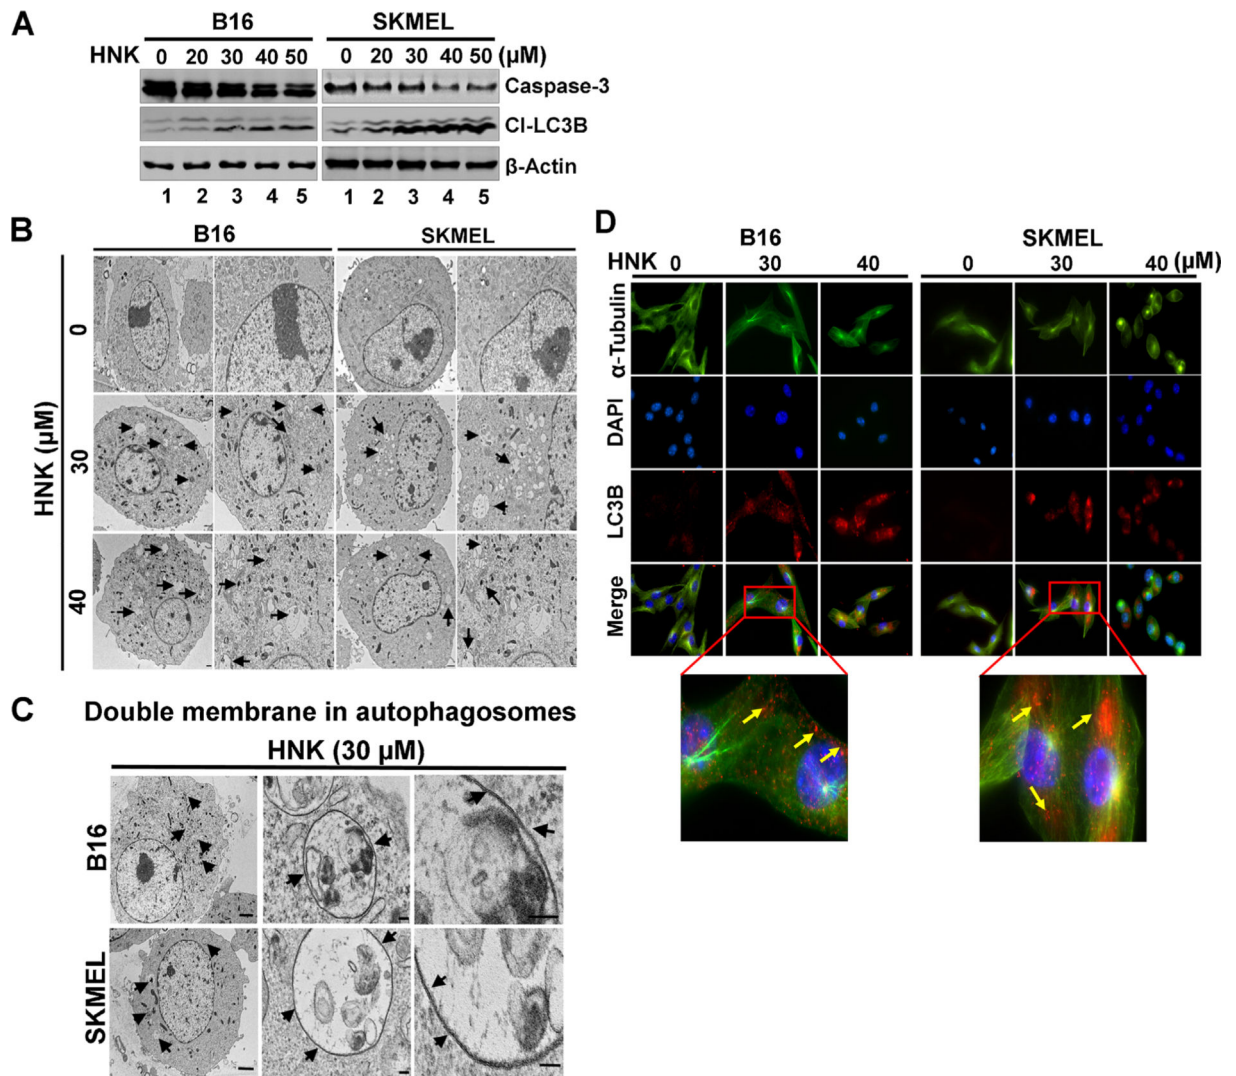 A
B16
SKMEL
HNK 0 20 30 40 50 0 20 30 40 50 (µM)
Caspase-3
Cl-LC3B
ß-Actin
1 2 3 4 5 1 2 3 4 5
B
B16
SKMEL
HNK (µM)
0
30
40
C
Double membrane in autophagosomes
HNK (30 µM)
B16
SKMEL
D
B16
SKMEL
HNK 0 30 40 0 30 40 (µM)
α-Tubulin
DAPI
LC3B
Merge